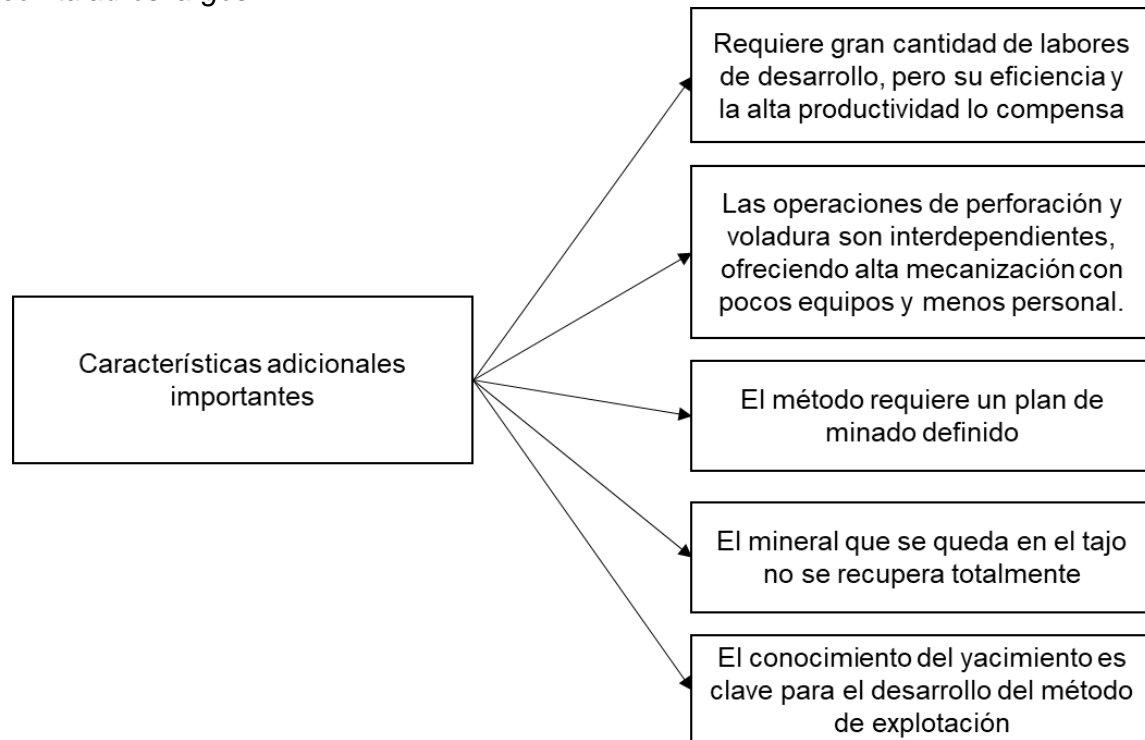 Requiere gran cantidad de labores
de desarrollo, pero su eficiencia y
la alta productividad lo compensa
Las operaciones de perforación y
voladura son interdependientes,
ofreciendo alta mecanización con
pocos equipos y menos personal.
Características adicionales
importantes
El método requiere un plan de
minado definido
El mineral que se queda en el tajo
no se recupera totalmente
El conocimiento del yacimiento es
clave para el desarrollo del método
de explotación